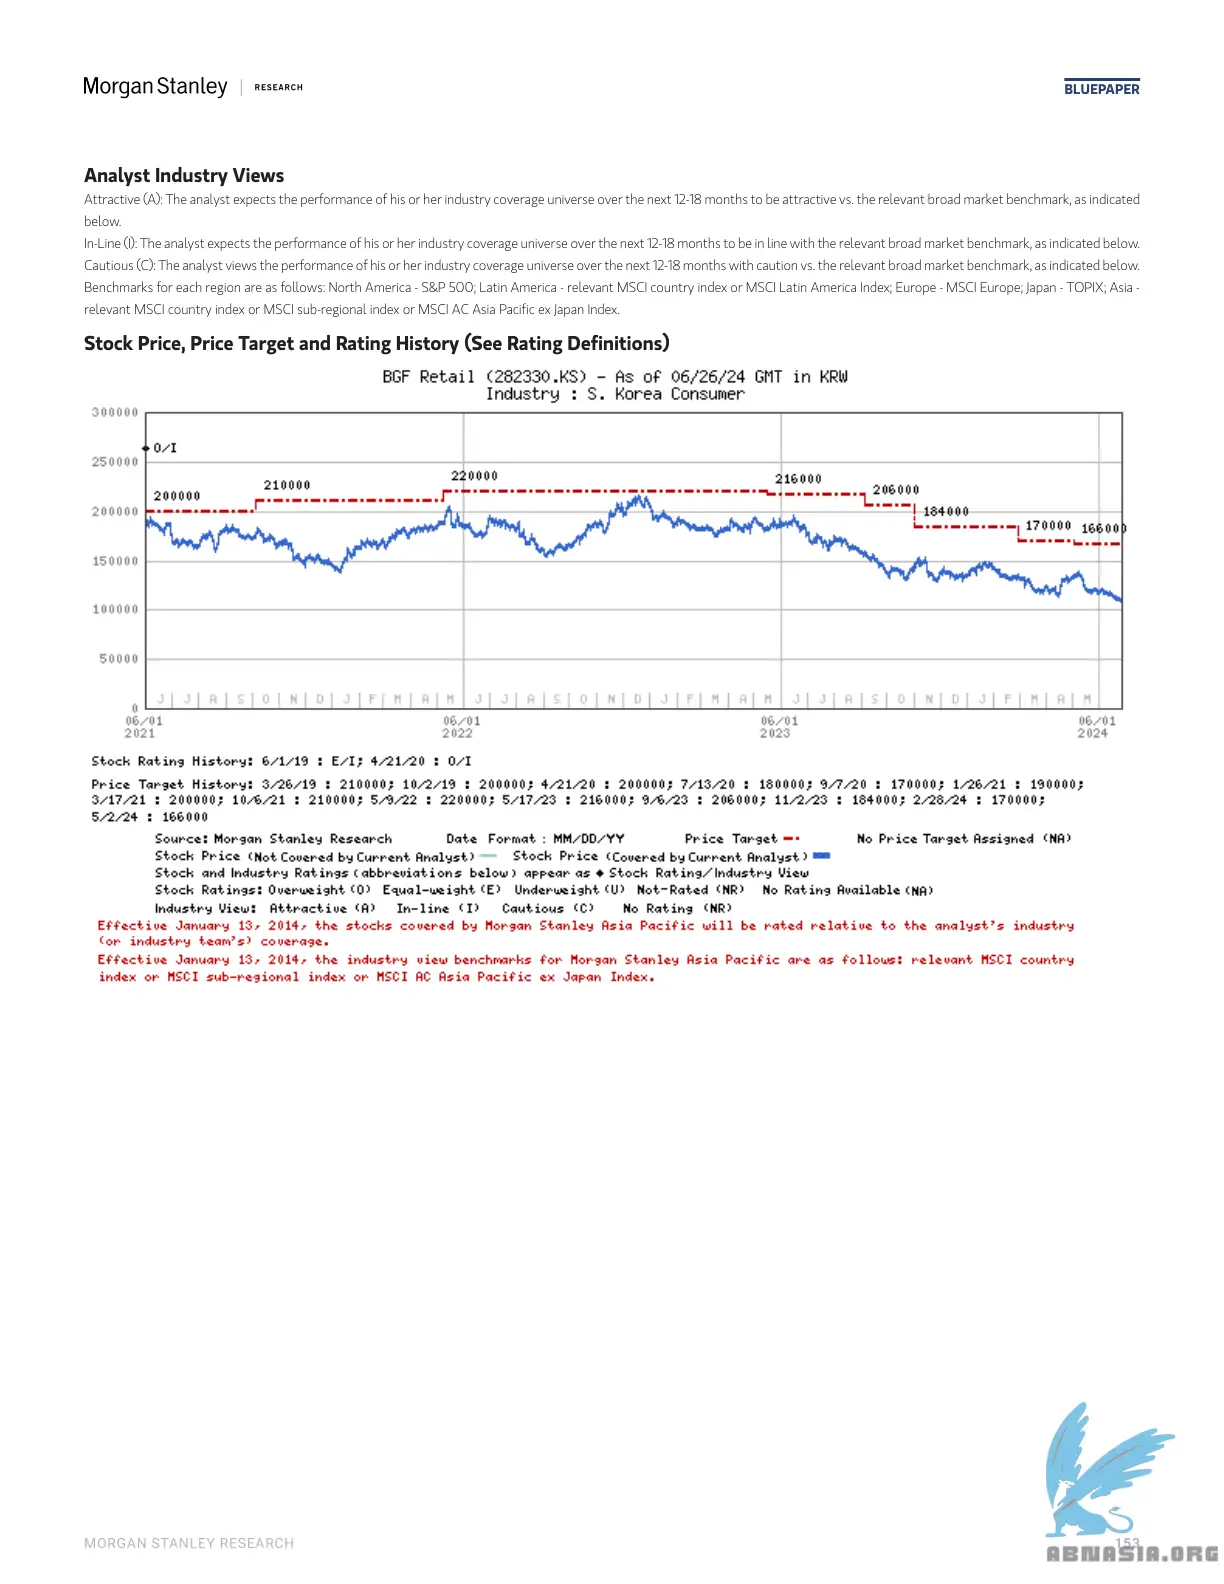 Morgan Stanley | RESEARCH
BLUEPAPER
Analyst Industry Views
Attractive (A): The analyst expects the performance of his or her industry coverage universe over the next 12-18 months to be attractive vs. the relevant broad market benchmark, as indicated
below.
In-Line (I): The analyst expects the performance of his or her industry coverage universe over the next 12-18 months to be in line with the relevant broad market benchmark, as indicated below.
Cautious (C): The analyst views the performance of his or her industry coverage universe over the next 12-18 months with caution vs. the relevant broad market benchmark, as indicated below.
Benchmarks for each region are as follows: North America - S&P 500; Latin America - relevant MSCI country index or MSCI Latin America Index; Europe - MSCI Europe; Japan - TOPIX; Asia -
relevant MSCI country index or MSCI sub-regional index or MSCI AC Asia Pacific ex Japan Index.
Stock Price, Price Target and Rating History (See Rating Definitions)
BGF Retail (282330.KS) - As of 06/26/24 GMT in KRW
Industry : S. Korea Consumer
300000
O/I
250000
220000
216000
210000
206000
200000
200000
184000
170000 166000
150000
100000
50000
J J A S O N D J F M A M J J A S O N D J F M A M J J A S O N D J F M A M
0
06/01 06/01 06/01 06/01
2021 2022 2023 2024
Stock Rating History: 6/1/19 : E/I; 4/21/20 : O/I
Price Target History: 3/26/19 : 210000; 10/2/19 : 200000; 4/21/20 : 200000; 7/13/20 : 180000; 9/7/20 : 170000; 1/26/21 : 190000;
3/17/21 : 200000; 10/6/21 : 210000; 5/9/22 : 220000; 5/17/23 : 216000; 9/6/23 : 206000; 11/2/23 : 184000; 2/28/24 : 170000;
5/2/24 : 166000
Source: Morgan Stanley Research Date Format : MM/DD/YY Price Target No Price Target Assigned (NA)
Stock Price (Not Covered by Current Analyst) Stock Price (Covered by Current Analyst)
Stock and Industry Ratings (abbreviations below) appear as ◆ Stock Rating/Industry View
Stock Ratings: Overweight (O) Equal-weight (E) Underweight (U) Not-Rated (NR) No Rating Available (NA)
Industry View: Attractive (A) In-line (I) Cautious (C) No Rating (NR)
Effective January 13, 2014, the stocks covered by Morgan Stanley Asia Pacific will be rated relative to the analyst's industry
(or industry team's) coverage.
Effective January 13, 2014, the industry view benchmarks for Morgan Stanley Asia Pacific are as follows: relevant MSCI country
index or MSCI sub-regional index or MSCI AC Asia Pacific ex Japan Index.
MORGAN STANLEY RESEARCH
153
ABNASIA.ORG